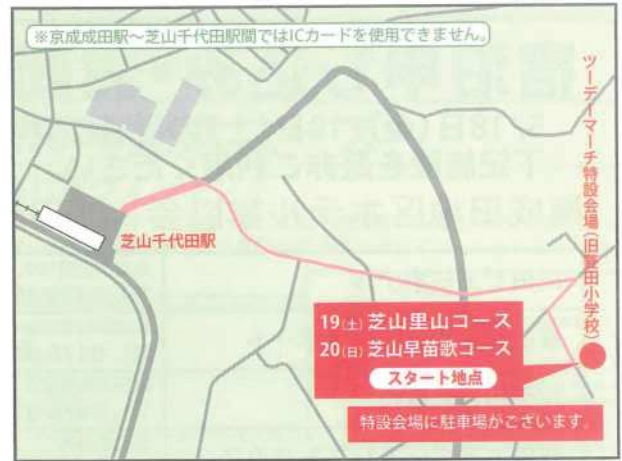 ※京成成田駅~芝山千代田駅間ではICカードを使用できません。
ツーデーマーチ特設会場(旧菱田小学校)
芝山千代田駅
19(土)芝山里山コース
20(日)芝山早苗歌コース
スタート地点
特設会場に駐車場がございます。